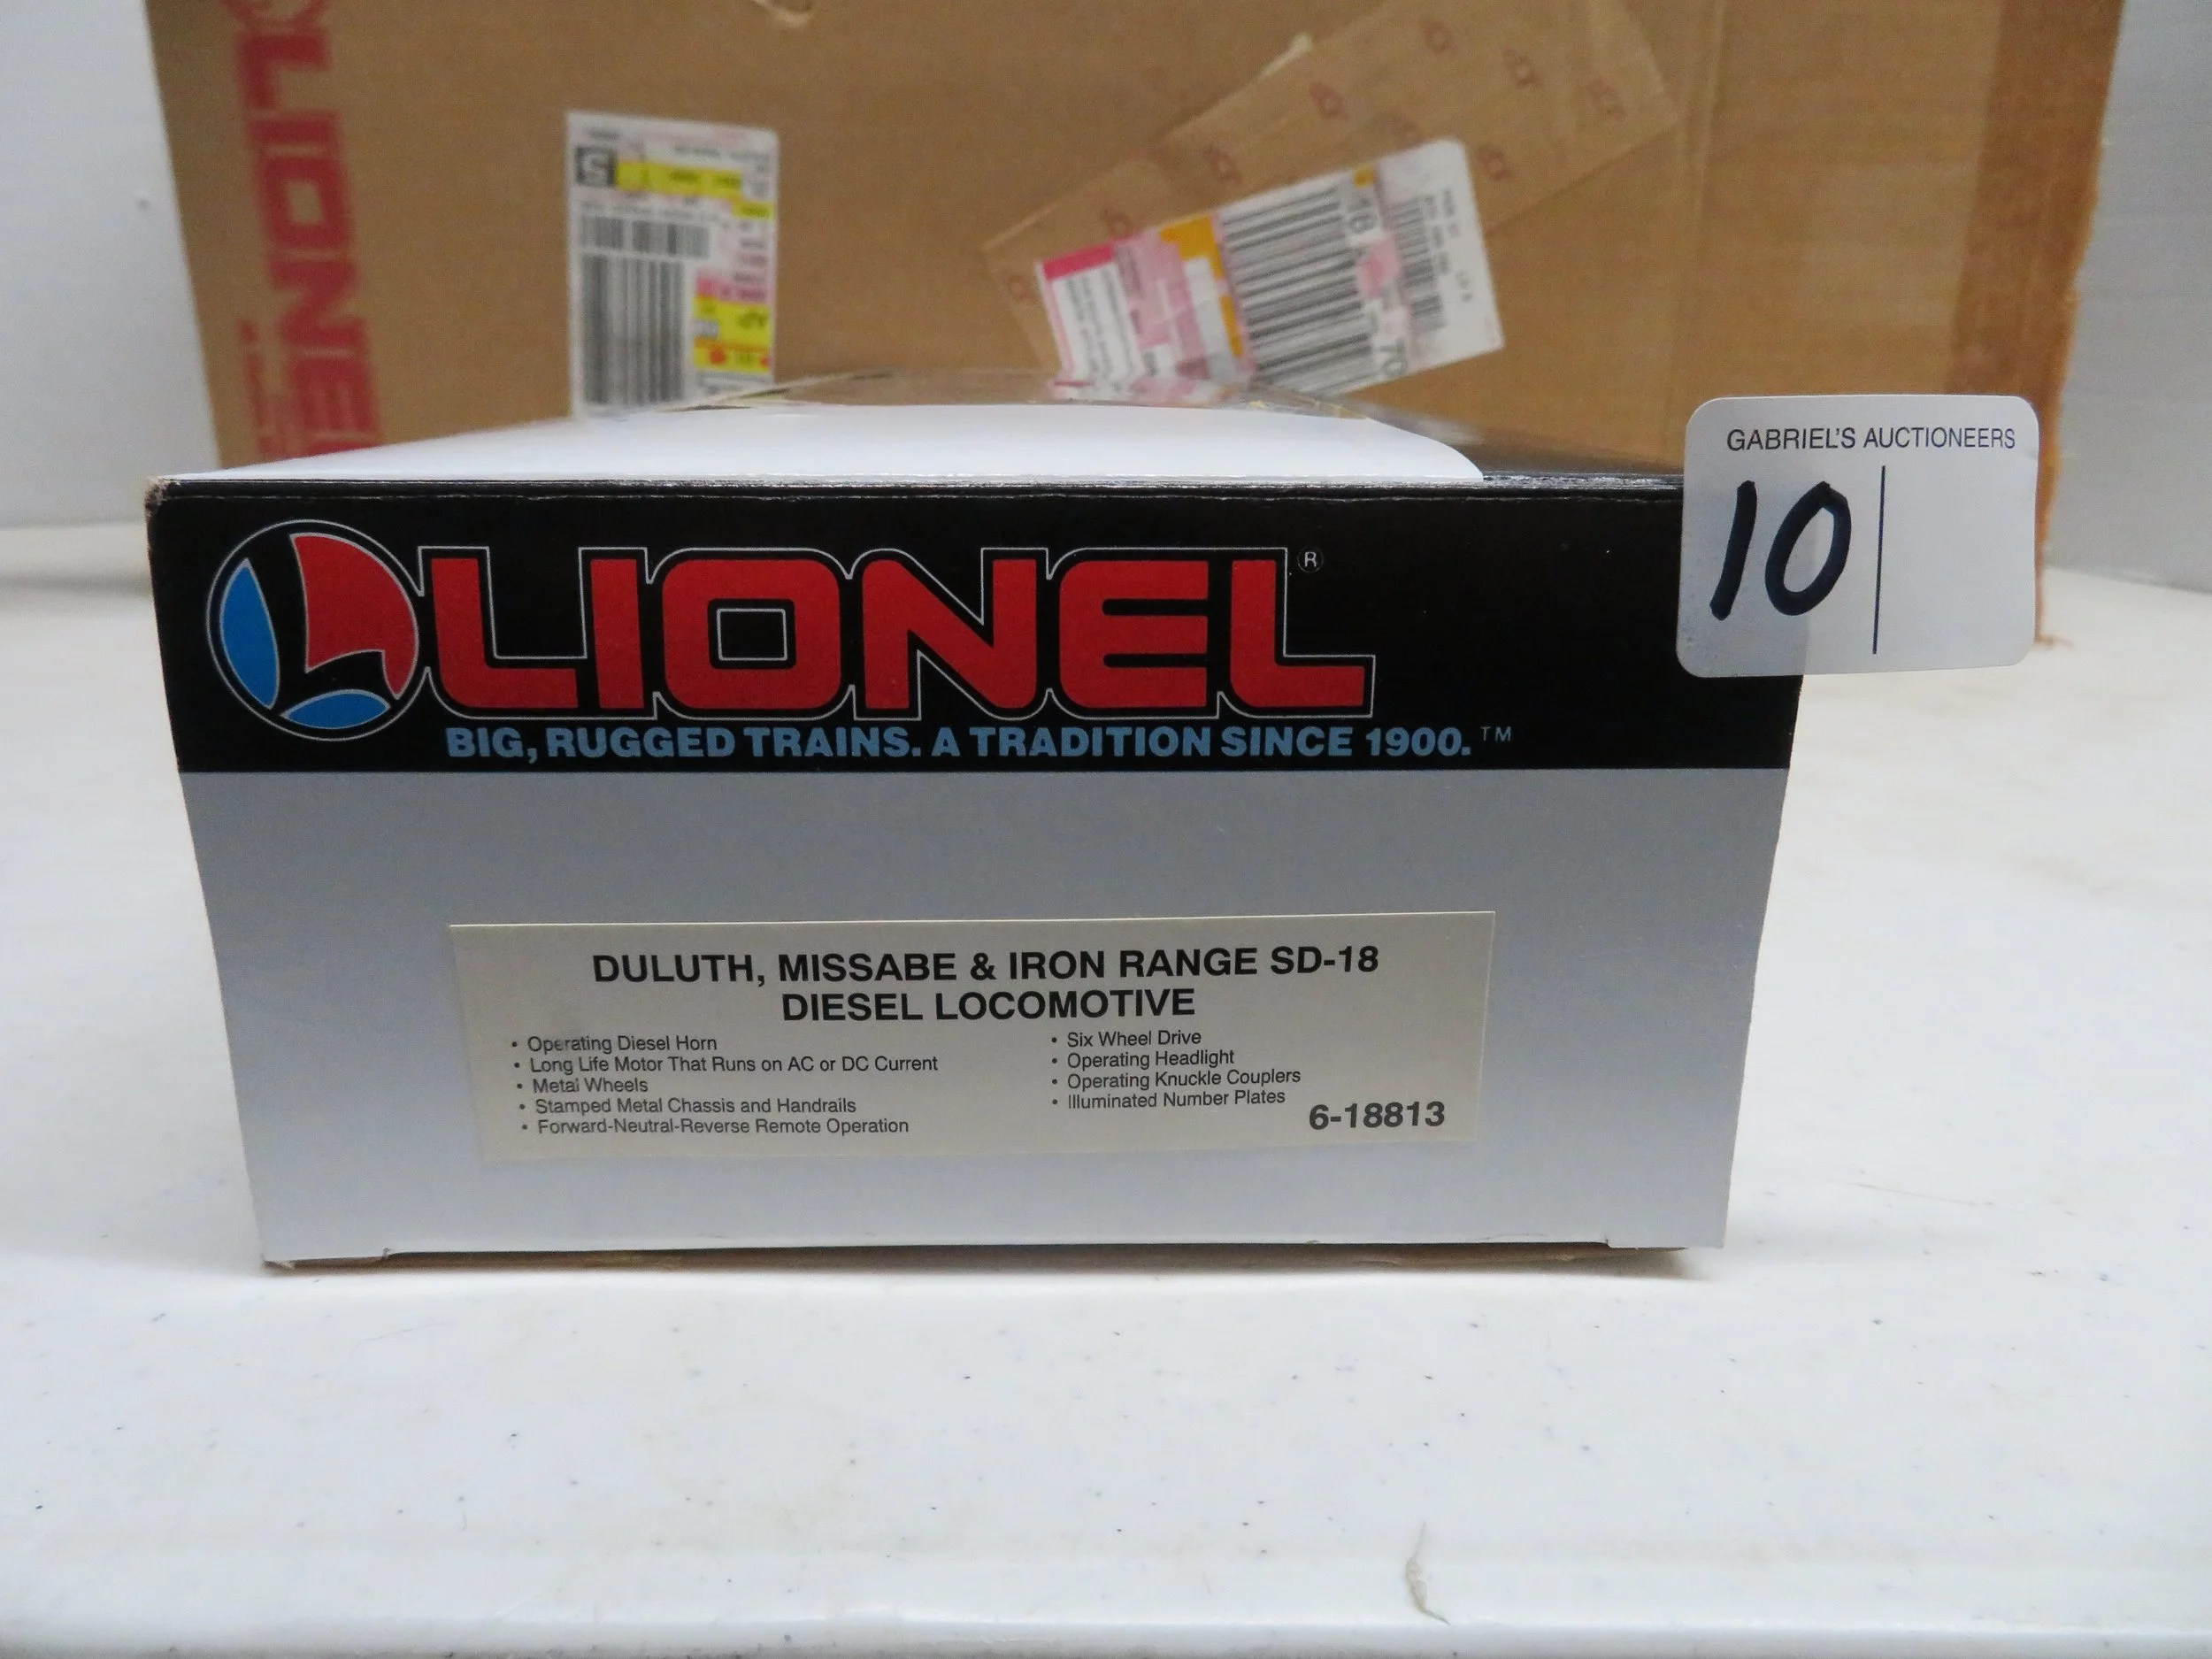 LIONEL
GABRIEL'S AUCTIONEERS
10
LIONEL®
BIG, RUGGED TRAINS. A TRADITION SINCE 1900.™
DULUTH, MISSABE & IRON RANGE SD-18
DIESEL LOCOMOTIVE
• Operating Diesel Horn
• Long Life Motor That Runs on AC or DC Current
• Metal Wheels
• Stamped Metal Chassis and Handrails
• Forward-Neutral-Reverse Remote Operation
• Six Wheel Drive
• Operating Headlight
• Operating Knuckle Couplers
• Illuminated Number Plates
6-18813